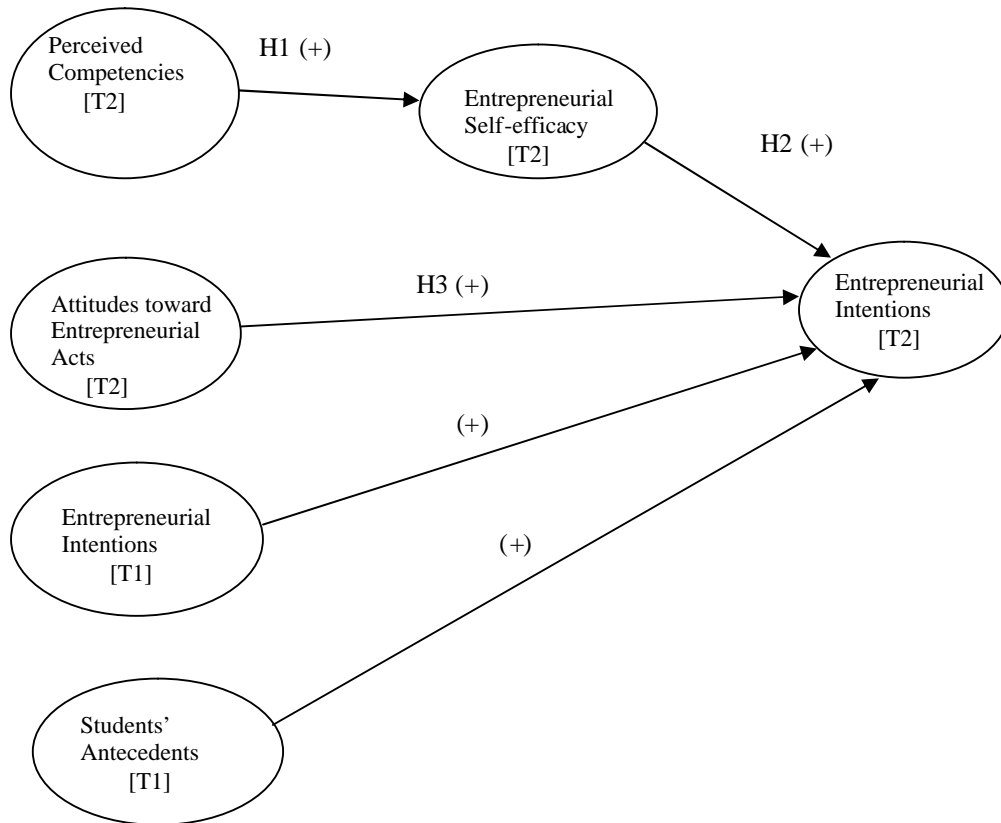 H1 (+)
Perceived
Competencies
[T2]
Entrepreneurial
Self-efficacy
[T2]
H2 (+)
Attitudes toward
Entrepreneurial
Acts
[T2]
H3 (+)
Entrepreneurial
Intentions
[T2]
(+)
Entrepreneurial
Intentions
[T1]
(+)
Students’
Antecedents
[T1]